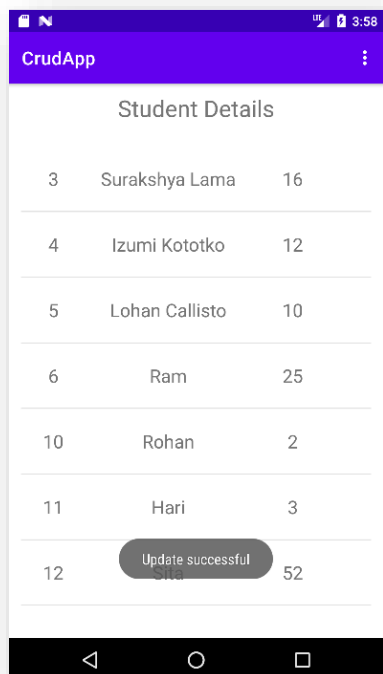 LTE 3:58
CrudApp
Student Details
3 Surakshya Lama 16
4 Izumi Kototko 12
5 Lohan Callisto 10
6 Ram 25
10 Rohan 2
11 Hari 3
Update successful
12 Sita 52